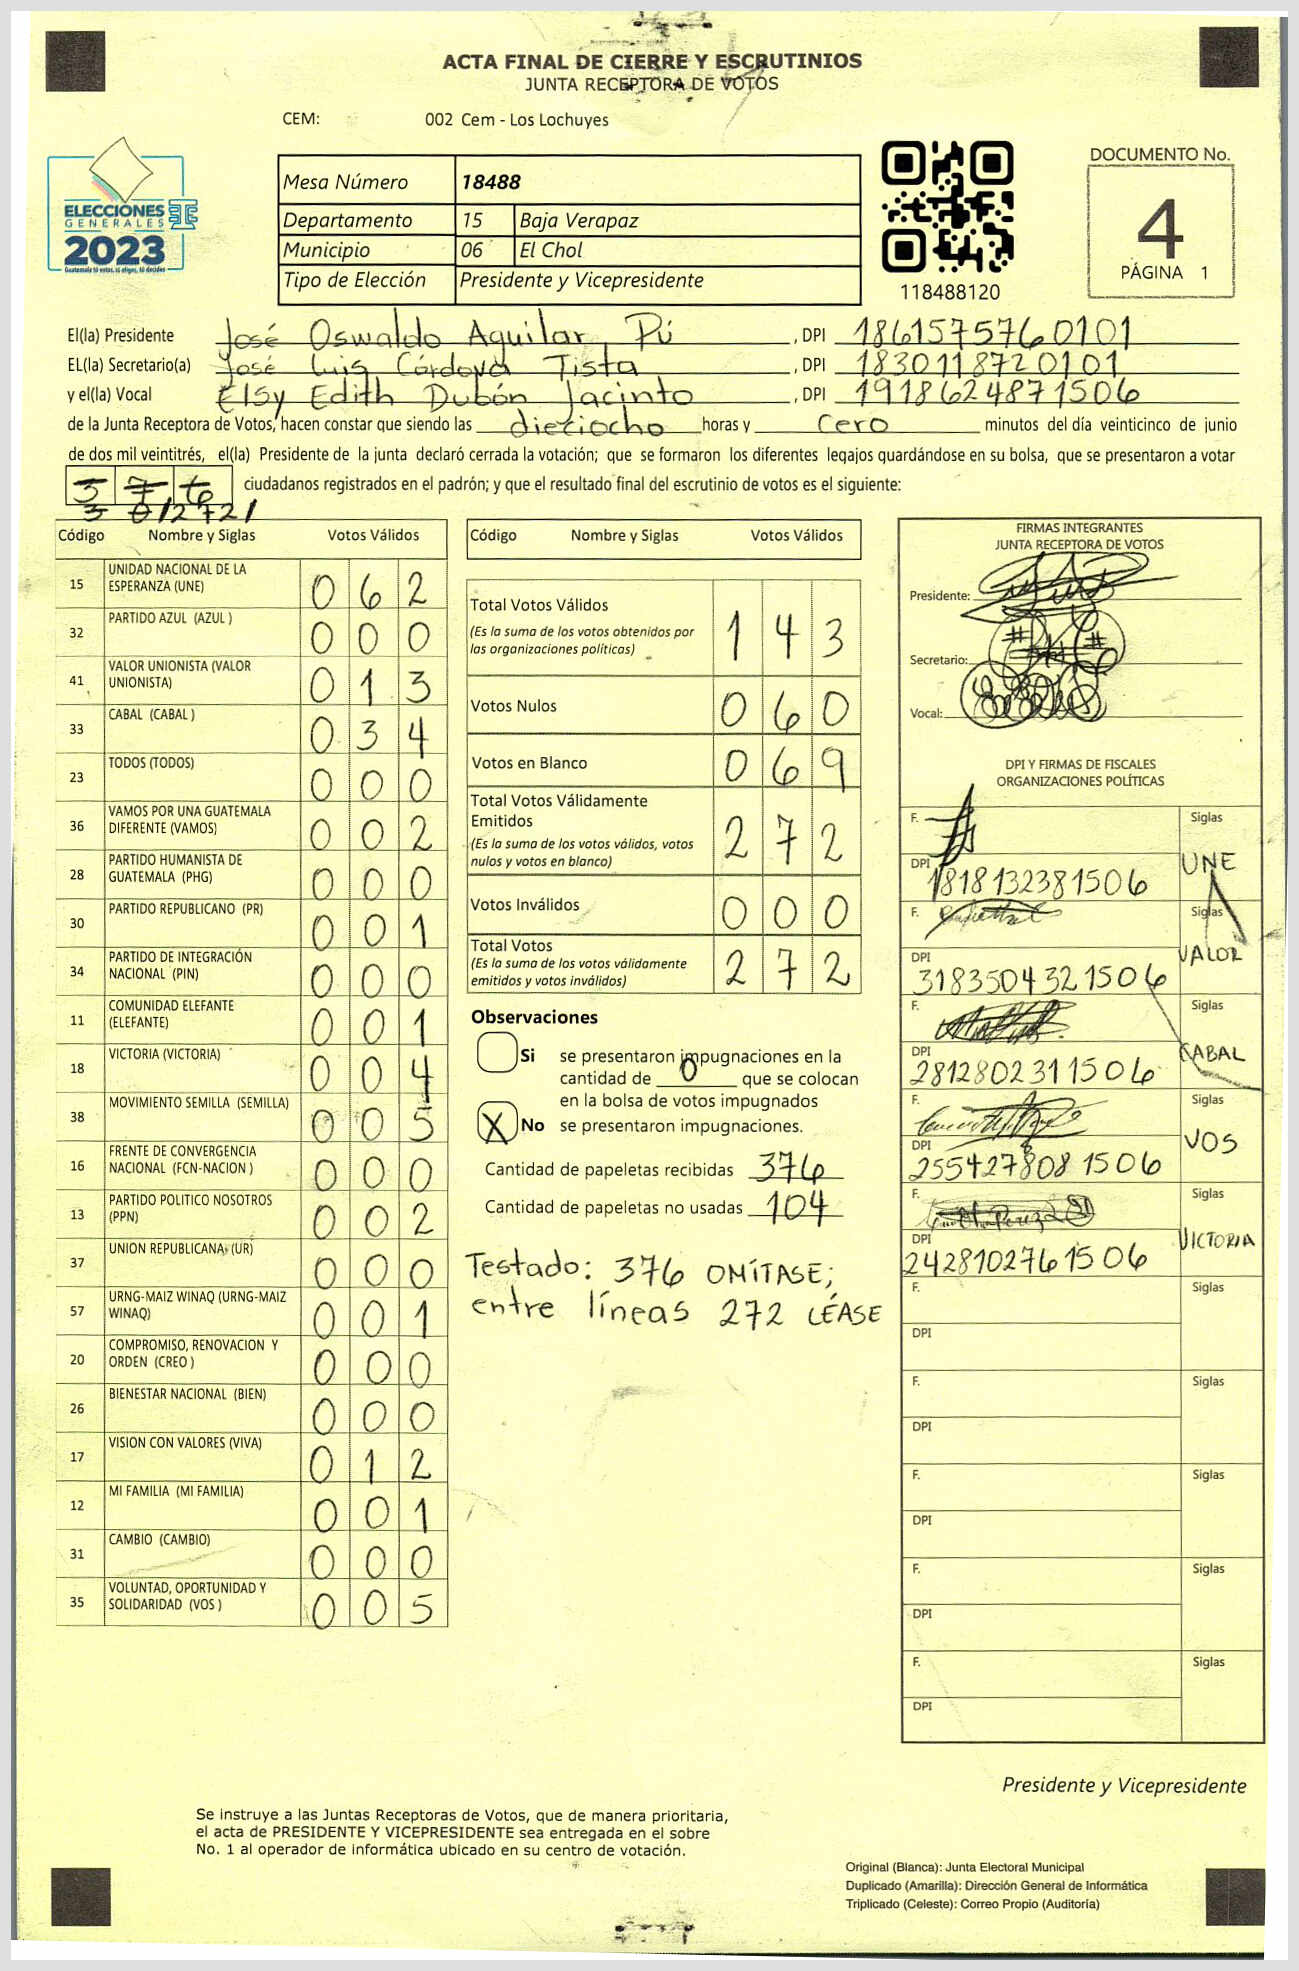 ACTA FINAL DE CIERRE Y ESCRUTINIOS
JUNTA RECEPTORA DE VOTOS
CEM: 002 Cem - Los Lochuyes
ELECCIONES
GENERALES
2023
Guatemala tú votas, tú eliges, tú decides
Mesa Número 18488
Departamento 15 Baja Verapaz
Municipio 06 El Chol
Tipo de Elección Presidente y Vicepresidente
118488120
DOCUMENTO No.
4
PÁGINA 1
El(la) Presidente José Oswaldo Aguilar Pú, DPI 1861575760101
EL(la) Secretario(a) José Luis Córdova Tista, DPI 1830118720101
y el(la) Vocal Elsy Edith Dubón Jacinto, DPI 1918624871506
de la Junta Receptora de Votos, hacen constar que siendo las dieciocho horas y cero minutos del día veinticinco de junio
de dos mil veintitrés, el(la) Presidente de la junta declaró cerrada la votación; que se formaron los diferentes legajos quardándose en su bolsa, que se presentaron a votar
376 ciudadanos registrados en el padrón; y que el resultado final del escrutinio de votos es el siguiente:
/272/
Código Nombre y Siglas Votos Válidos
15 UNIDAD NACIONAL DE LA ESPERANZA (UNE) 0 6 2
32 PARTIDO AZUL (AZUL ) 0 0 0
41 VALOR UNIONISTA (VALOR UNIONISTA) 0 1 3
33 CABAL (CABAL ) 0 3 4
23 TODOS (TODOS) 0 0 0
36 VAMOS POR UNA GUATEMALA DIFERENTE (VAMOS) 0 0 2
28 PARTIDO HUMANISTA DE GUATEMALA (PHG) 0 0 0
30 PARTIDO REPUBLICANO (PR) 0 0 1
34 PARTIDO DE INTEGRACIÓN NACIONAL (PIN) 0 0 0
11 COMUNIDAD ELEFANTE (ELEFANTE) 0 0 1
18 VICTORIA (VICTORIA) 0 0 4
38 MOVIMIENTO SEMILLA (SEMILLA) 0 0 5
16 FRENTE DE CONVERGENCIA NACIONAL (FCN-NACION ) 0 0 0
13 PARTIDO POLITICO NOSOTROS (PPN) 0 0 2
37 UNION REPUBLICANA (UR) 0 0 0
57 URNG-MAIZ WINAQ (URNG-MAIZ WINAQ) 0 0 1
20 COMPROMISO, RENOVACION Y ORDEN (CREO ) 0 0 0
26 BIENESTAR NACIONAL (BIEN) 0 0 0
17 VISION CON VALORES (VIVA) 0 1 2
12 MI FAMILIA (MI FAMILIA) 0 0 1
31 CAMBIO (CAMBIO) 0 0 0
35 VOLUNTAD, OPORTUNIDAD Y SOLIDARIDAD (VOS ) 0 0 5
Código Nombre y Siglas Votos Válidos
Total Votos Válidos 1 4 3
(Es la suma de los votos obtenidos por
las organizaciones políticas)
Votos Nulos 0 6 0
Votos en Blanco 0 6 9
Total Votos Válidamente
Emitidos 2 7 2
(Es la suma de los votos válidos, votos
nulos y votos en blanco)
Votos Inválidos 0 0 0
Total Votos 2 7 2
(Es la suma de los votos válidamente
emitidos y votos inválidos)
Observaciones
Si se presentaron impugnaciones en la
cantidad de 0 que se colocan
en la bolsa de votos impugnados
X No se presentaron impugnaciones.
Cantidad de papeletas recibidas 376
Cantidad de papeletas no usadas 104
Testado: 376 OMÍTASE;
entre líneas 272 LÉASE
FIRMAS INTEGRANTES
JUNTA RECEPTORA DE VOTOS
Presidente:
Secretario:
Vocal:
DPI Y FIRMAS DE FISCALES
ORGANIZACIONES POLÍTICAS
F. Siglas
DPI 1818132381506 UNE
F. Siglas
DPI 3183504321506 VALOR
F. Siglas
DPI 2812802311506 CABAL
F. Siglas
DPI 2554278081506 VOS
F. Siglas
DPI 2428102761506 VICTORIA
F. Siglas
DPI
F. Siglas
DPI
F. Siglas
DPI
F. Siglas
DPI
F. Siglas
DPI
Presidente y Vicepresidente
Se instruye a las Juntas Receptoras de Votos, que de manera prioritaria,
el acta de PRESIDENTE Y VICEPRESIDENTE sea entregada en el sobre
No. 1 al operador de informática ubicado en su centro de votación.
Original (Blanca): Junta Electoral Municipal
Duplicado (Amarilla): Dirección General de Informática
Triplicado (Celeste): Correo Propio (Auditoría)